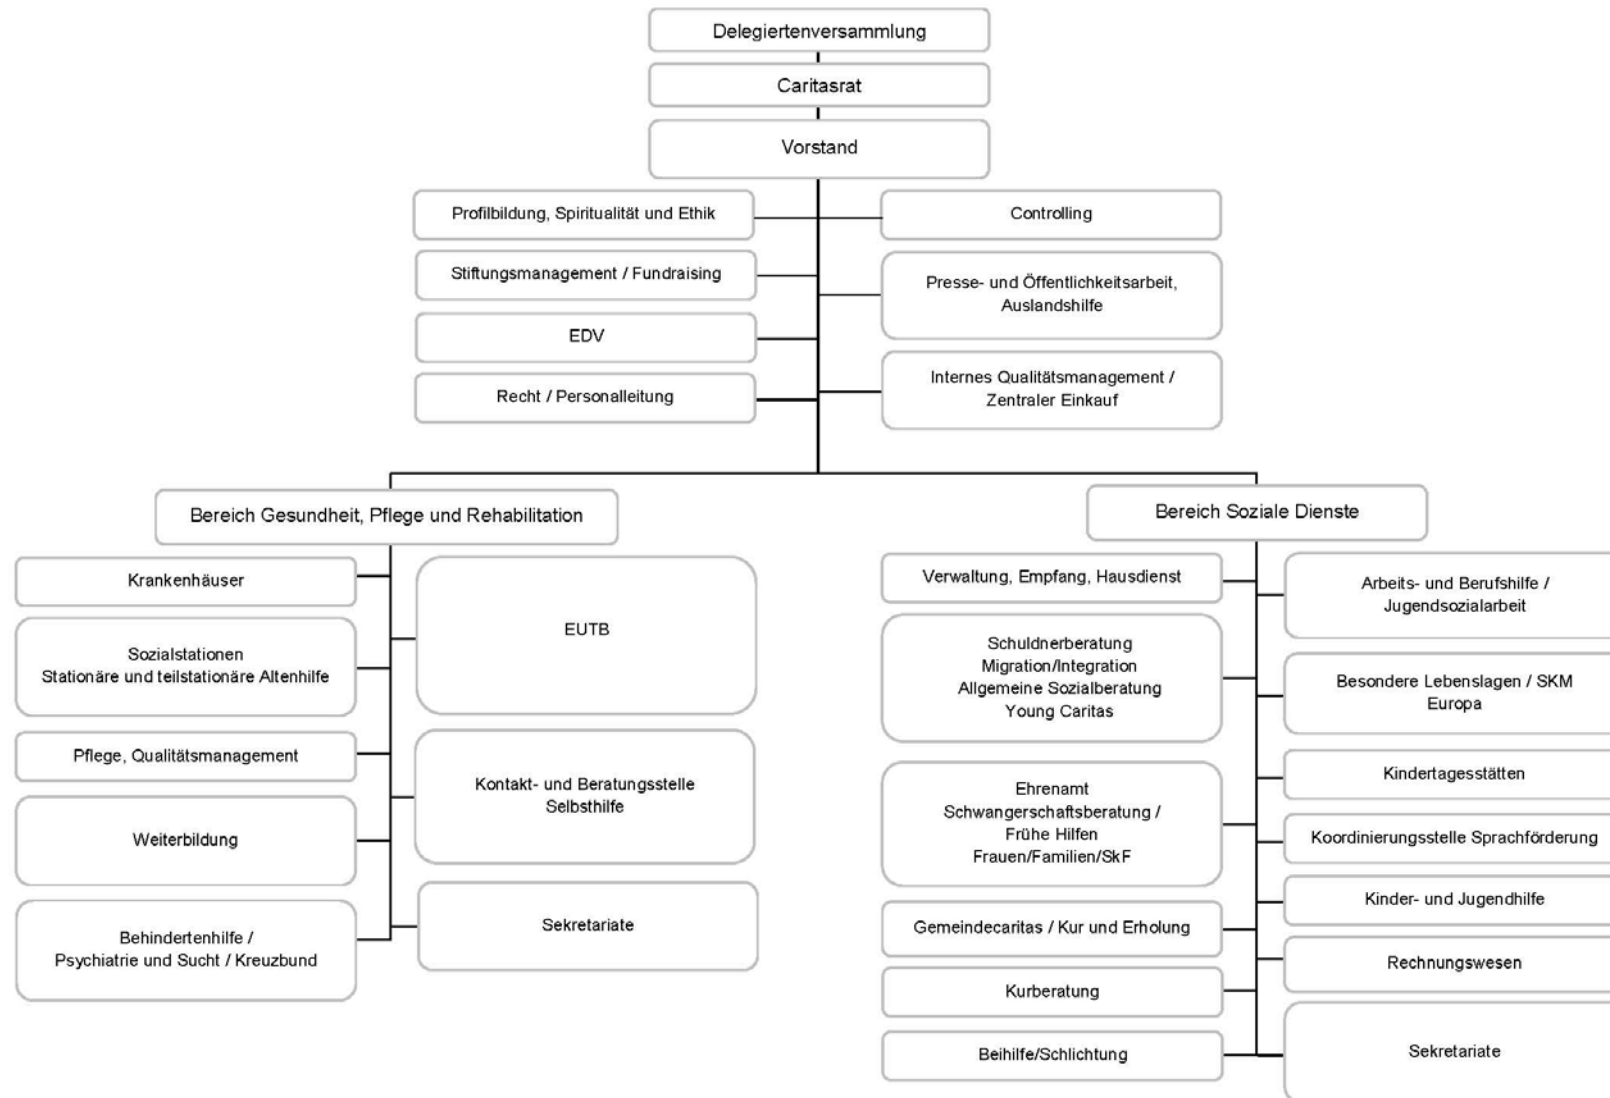 Delegiertenversammlung
Caritasrat
Vorstand
Profilbildung, Spiritualität und Ethik
Controlling
Stiftungsmanagement / Fundraising
Presse- und Öffentlichkeitsarbeit,
Auslandshilfe
EDV
Internes Qualitätsmanagement /
Zentraler Einkauf
Recht / Personalleitung
Bereich Gesundheit, Pflege und Rehabilitation
Krankenhäuser
EUTB
Sozialstationen
Stationäre und teilstationäre Altenhilfe
Pflege, Qualitätsmanagement
Kontakt- und Beratungsstelle
Selbsthilfe
Weiterbildung
Behindertenhilfe /
Psychiatrie und Sucht / Kreuzbund
Sekretariate
Bereich Soziale Dienste
Verwaltung, Empfang, Hausdienst
Arbeits- und Berufshilfe /
Jugendsozialarbeit
Schuldnerberatung
Migration/Integration
Allgemeine Sozialberatung
Young Caritas
Besondere Lebenslagen / SKM
Europa
Kindertagesstätten
Ehrenamt
Schwangerschaftsberatung /
Frühe Hilfen
Frauen/Familien/SkF
Koordinierungsstelle Sprachförderung
Kinder- und Jugendhilfe
Gemeindecaritas / Kur und Erholung
Rechnungswesen
Kurberatung
Beihilfe/Schlichtung
Sekretariate